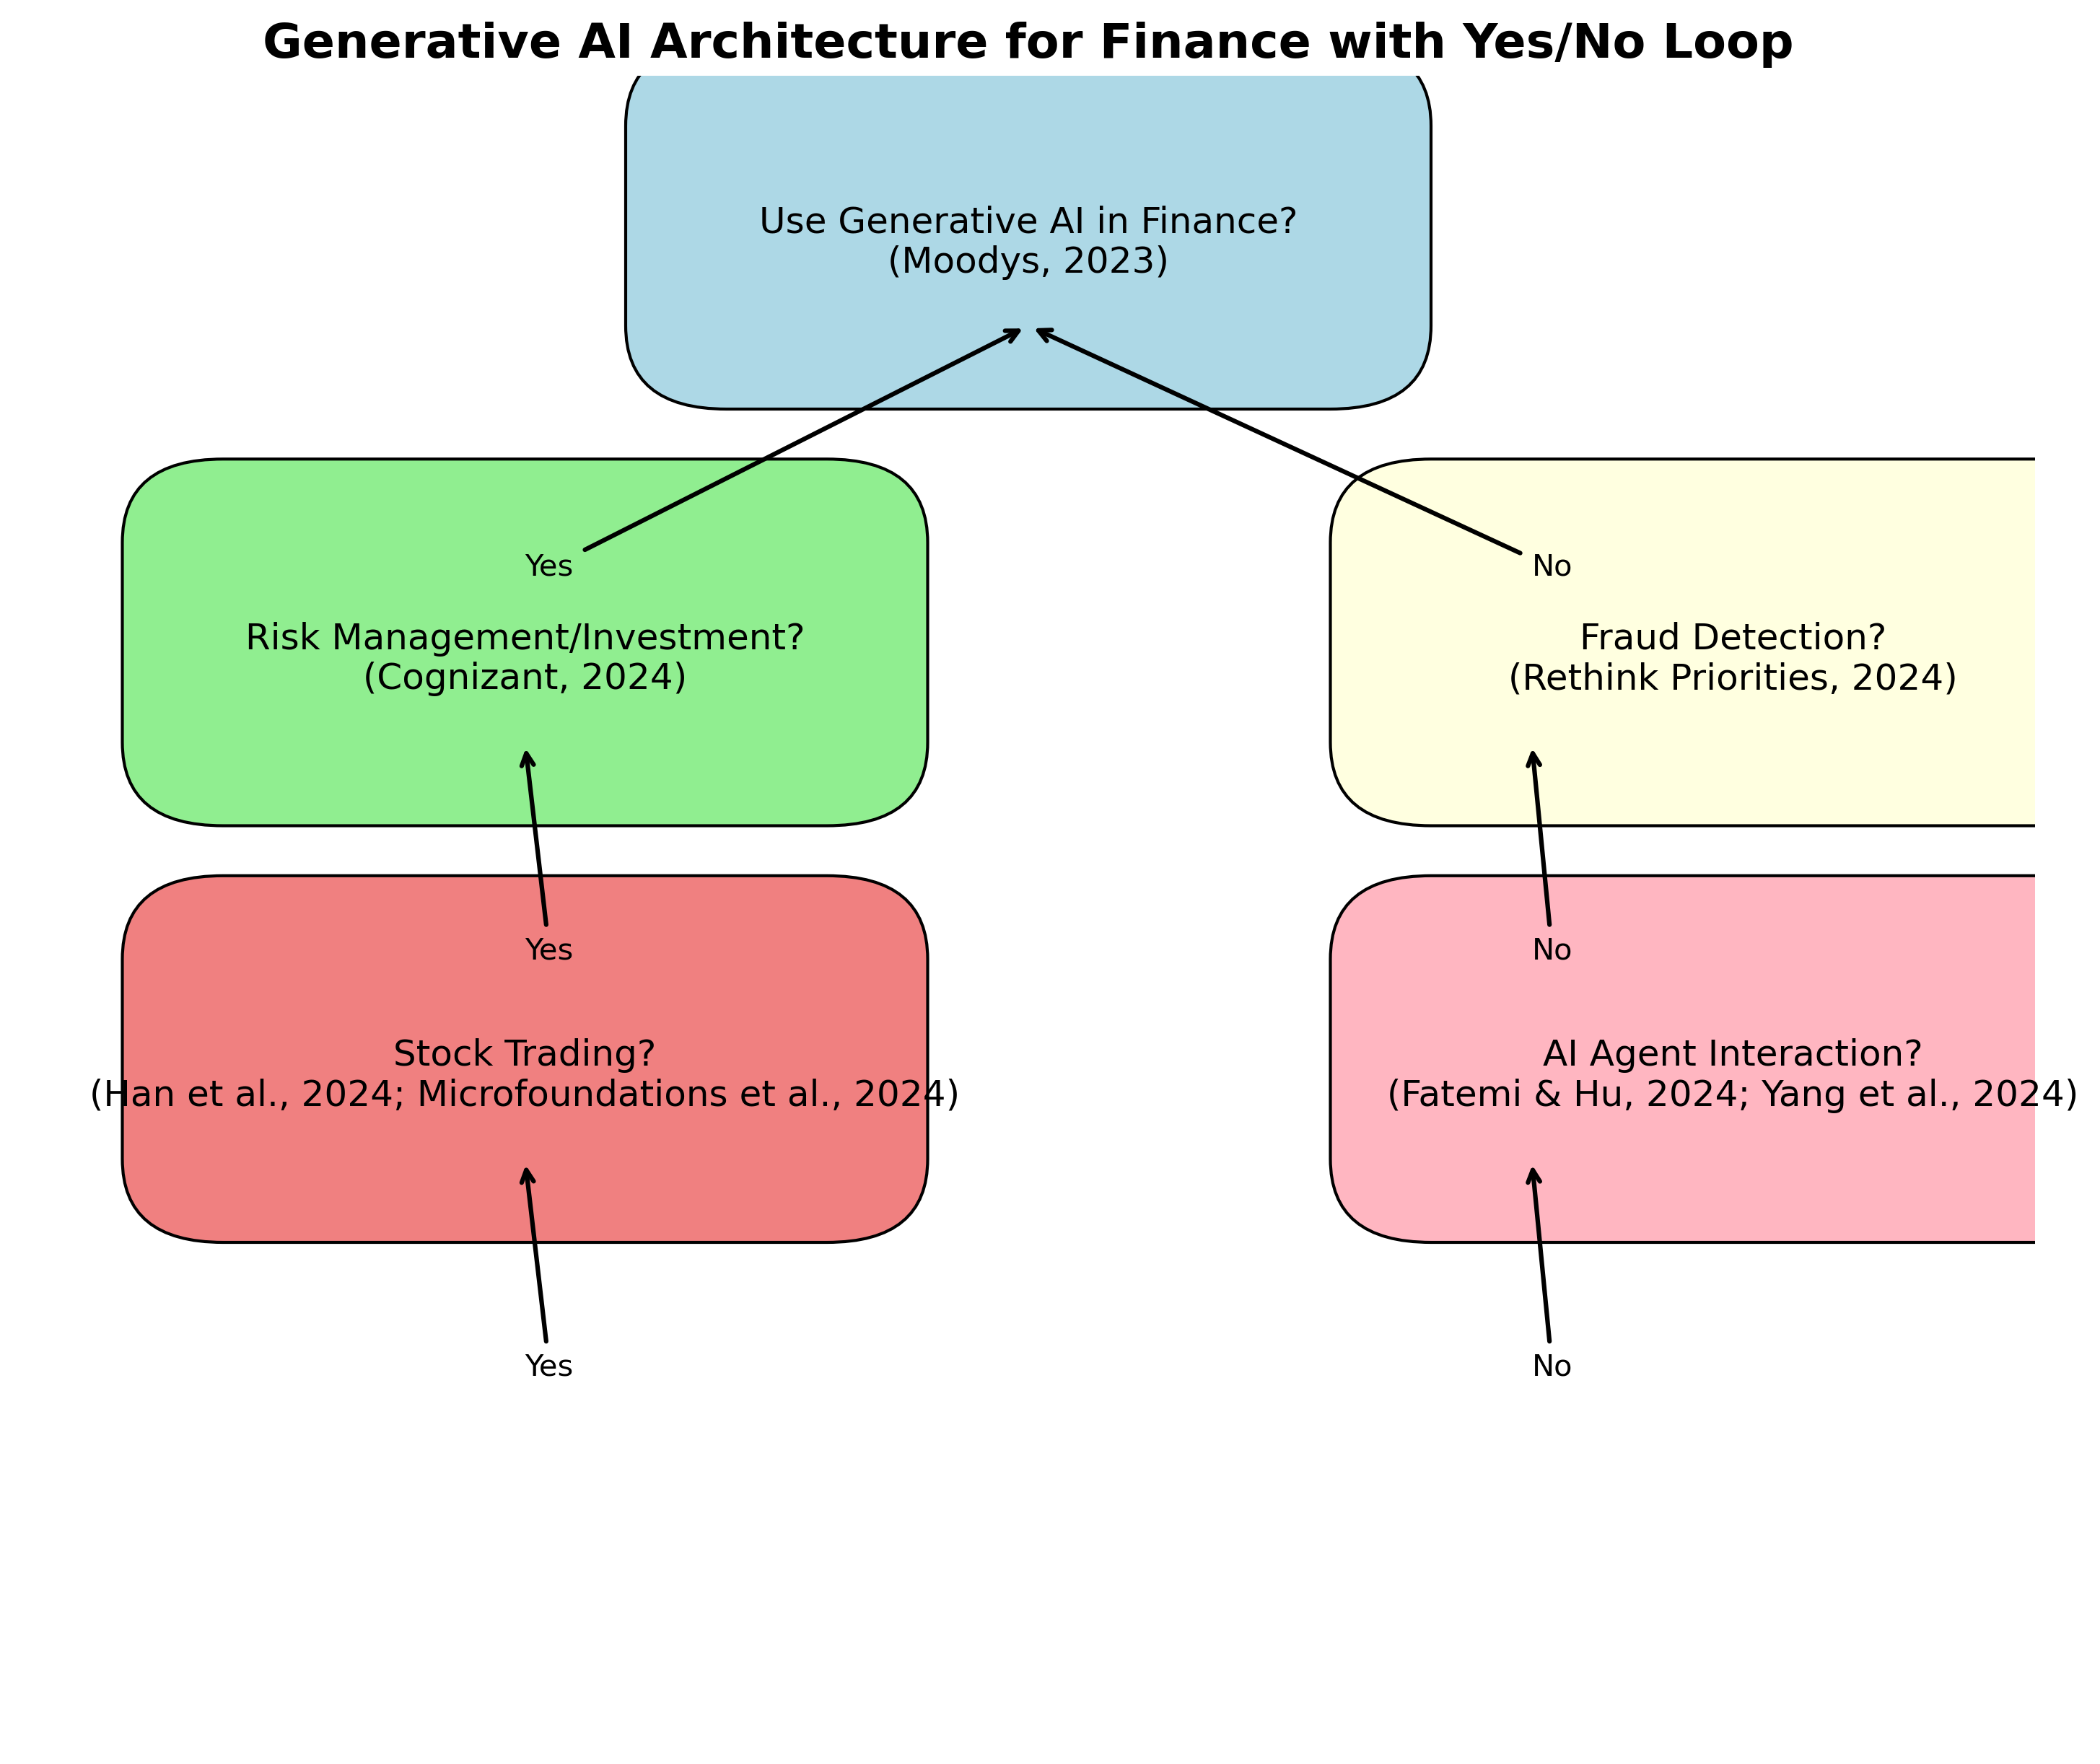 Generative AI Architecture for Finance with Yes/No Loop
Use Generative AI in Finance?
(Moodys, 2023)
Yes
No
Risk Management/Investment?
(Cognizant, 2024)
Fraud Detection?
(Rethink Priorities, 2024)
Yes
No
Stock Trading?
(Han et al., 2024; Microfoundations et al., 2024)
AI Agent Interaction?
(Fatemi & Hu, 2024; Yang et al., 2024)
Yes
No